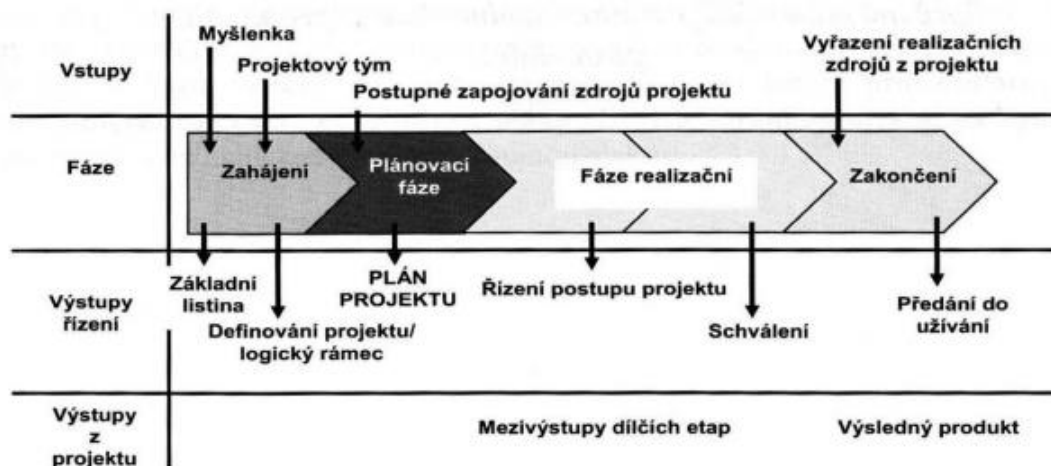 Myšlenka
Vyřazení realizačních
zdrojů z projektu
Vstupy
Projektový tým
Postupné zapojování zdrojů projektu
Fáze
Zahájení
Plánovací
fáze
Fáze realizační
Zakončení
Základní
listina
PLÁN
PROJEKTU
Řízení postupu projektu
Předání do
užívání
Výstupy
řízení
Definování projektu/
logický rámec
Schválení
Výstupy
z
projektu
Mezivýstupy dílčích etap
Výsledný produkt